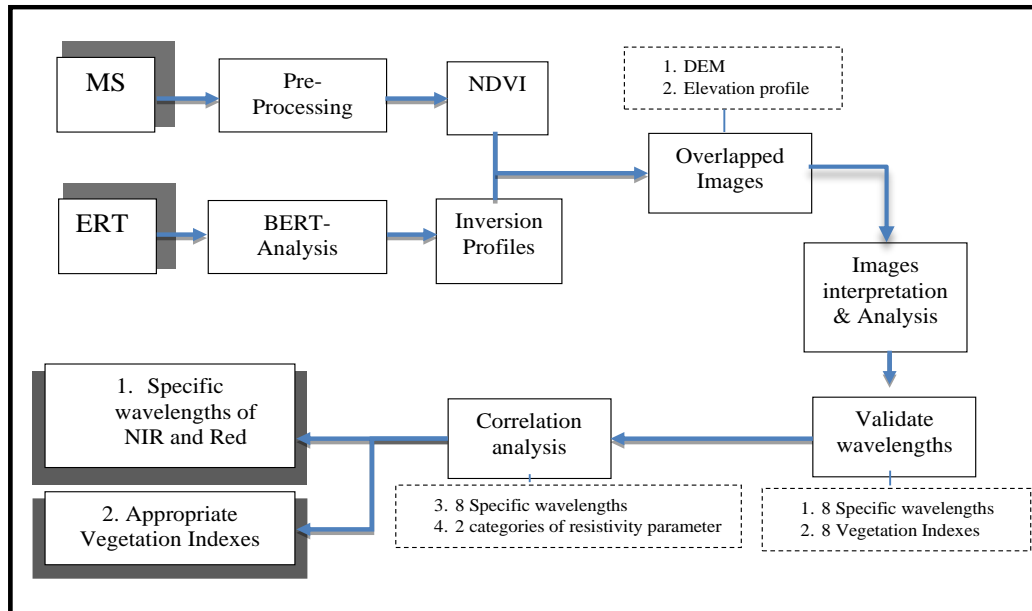 MS
Pre-
Processing
NDVI
1. DEM
2. Elevation profile
Overlapped
Images
ERT
BERT-
Analysis
Inversion
Profiles
Images
interpretation
& Analysis
1. Specific
wavelengths of
NIR and Red
Correlation
analysis
Validate
wavelengths
2. Appropriate
Vegetation Indexes
3. 8 Specific wavelengths
4. 2 categories of resistivity parameter
1. 8 Specific wavelengths
2. 8 Vegetation Indexes